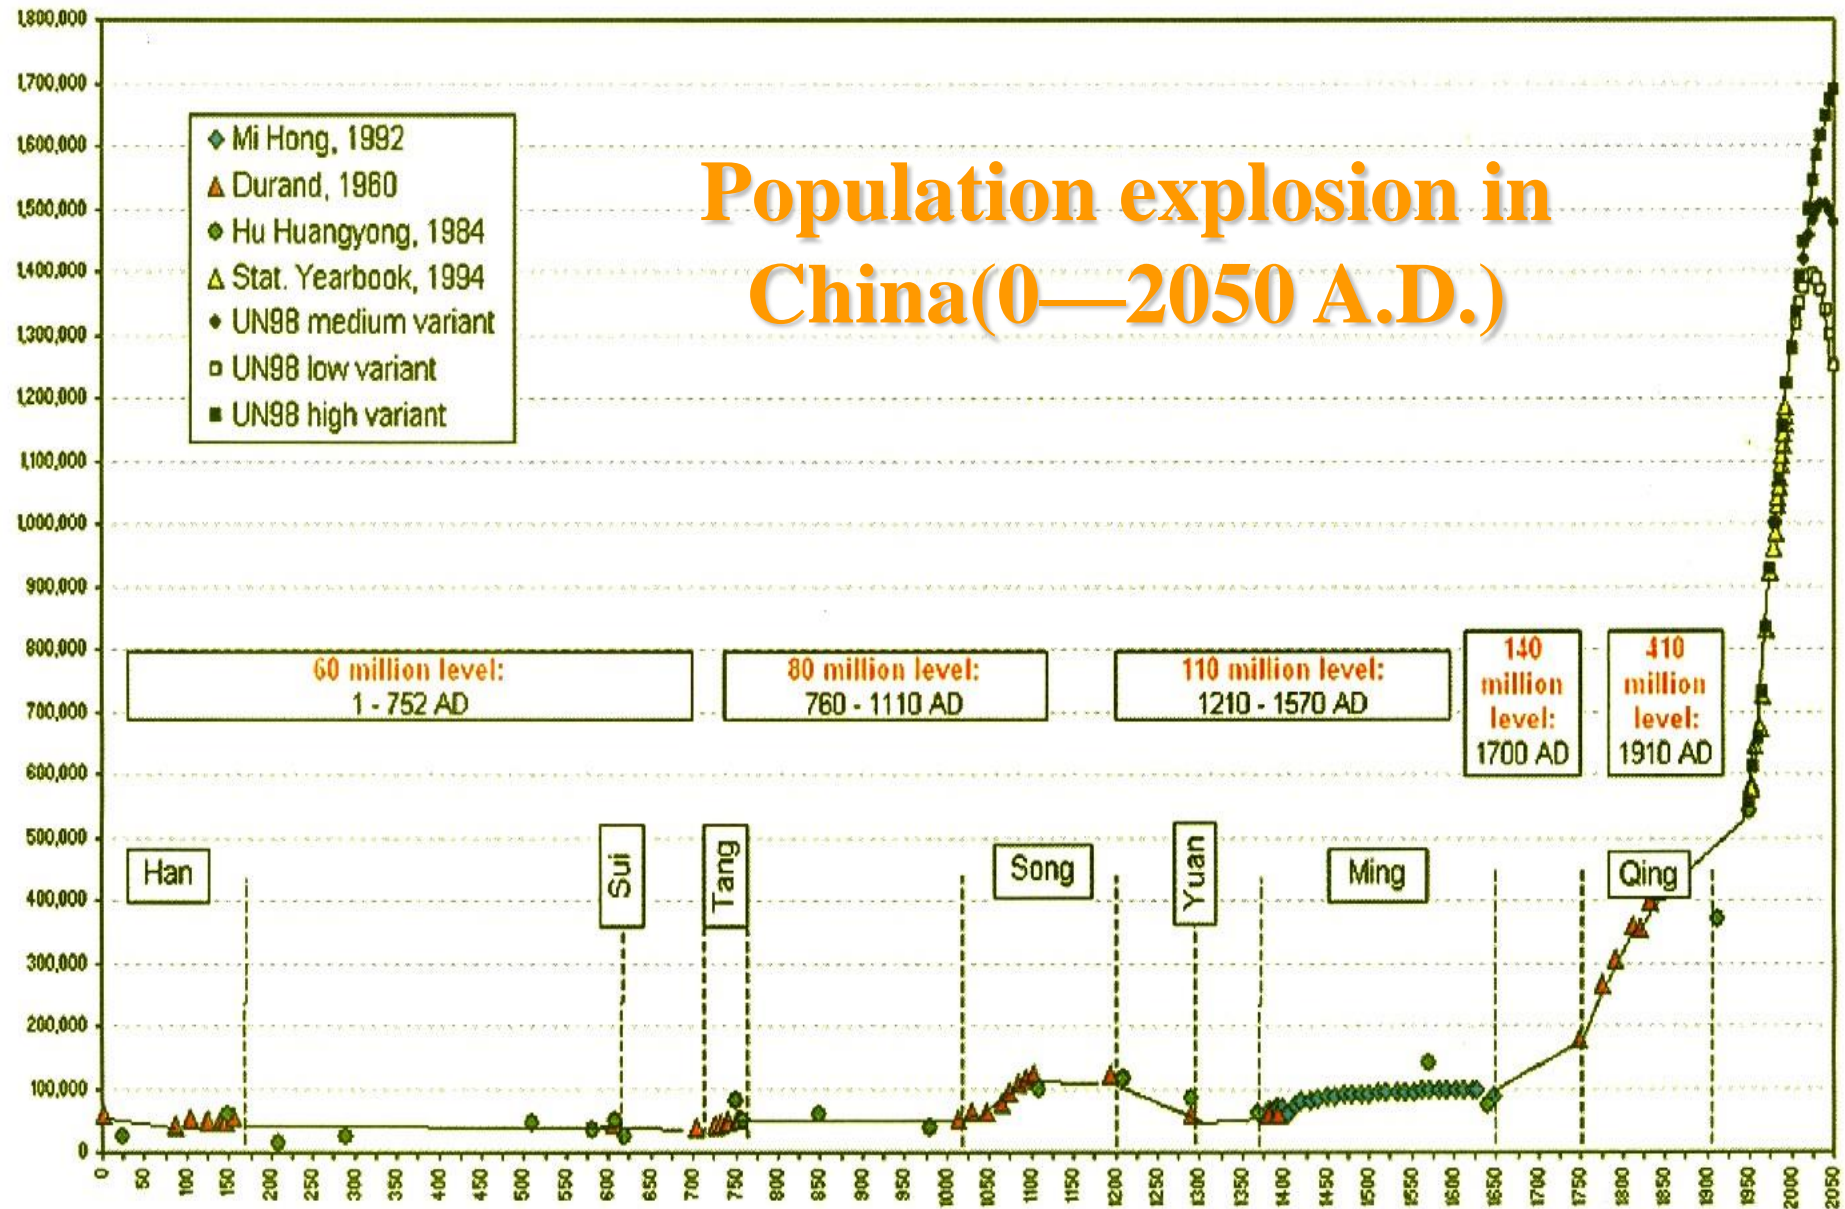 1,800,000
1,700,000
1,600,000
1,500,000
1,400,000
1,300,000
1,200,000
1,100,000
1,000,000
900,000
800,000
700,000
600,000
500,000
400,000
300,000
200,000
100,000
0
Mi Hong, 1992
Durand, 1960
Hu Huangyong, 1984
Stat. Yearbook, 1994
UN98 medium variant
UN98 low variant
UN98 high variant
Population explosion in
China(0—2050 A.D.)
60 million level:
1 - 752 AD
80 million level:
760 - 1110 AD
110 million level:
1210 - 1570 AD
140
million
level:
1700 AD
410
million
level:
1910 AD
Han
Sui
Tang
Song
Yuan
Ming
Qing
0 50 100 150 200 250 300 350 400 450 500 550 600 650 700 750 800 850 900 950 1000 1050 1100 1150 1200 1250 1300 1350 1400 1450 1500 1550 1600 1650 1700 1750 1800 1850 1900 1950 2000 2050